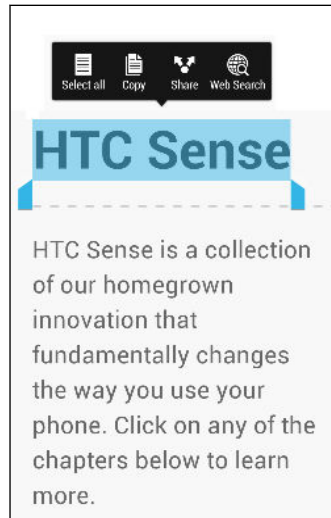 Select all Copy Share Web Search
HTC Sense
HTC Sense is a collection
of our homegrown
innovation that
fundamentally changes
the way you use your
phone. Click on any of the
chapters below to learn
more.